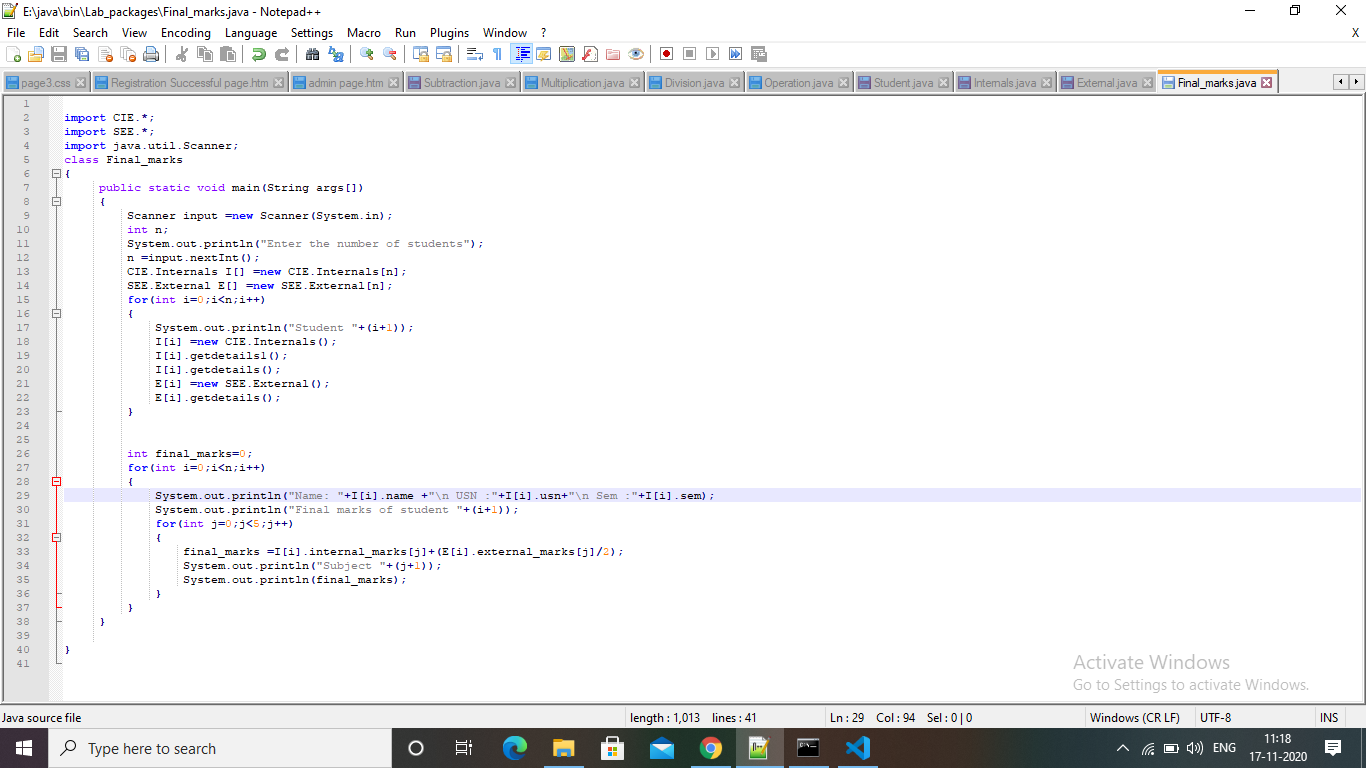 E:\java\bin\Lab_packages\Final_marks.java - Notepad++
File Edit Search View Encoding Language Settings Macro Run Plugins Window ? X
page3.css Registration Successful page.htm admin page.htm Subtraction.java Multiplication.java Division.java Operation.java Student.java Internals.java External.java Final_marks.java
1
2 import CIE.*;
3 import SEE.*;
4 import java.util.Scanner;
5 class Final_marks
6 {
7 public static void main(String args[])
8 {
9 Scanner input =new Scanner(System.in);
10 int n;
11 System.out.println("Enter the number of students");
12 n =input.nextInt();
13 CIE.Internals I[] =new CIE.Internals[n];
14 SEE.External E[] =new SEE.External[n];
15 for(int i=0;i<n;i++)
16 {
17 System.out.println("Student "+(i+1));
18 I[i] =new CIE.Internals();
19 I[i].getdetails1();
20 I[i].getdetails();
21 E[i] =new SEE.External();
22 E[i].getdetails();
23 }
24
25
26 int final_marks=0;
27 for(int i=0;i<n;i++)
28 {
29 System.out.println("Name: "+I[i].name +"\n USN :"+I[i].usn+"\n Sem :"+I[i].sem);
30 System.out.println("Final marks of student "+(i+1));
31 for(int j=0;j<5;j++)
32 {
33 final_marks =I[i].internal_marks[j]+(E[i].external_marks[j]/2);
34 System.out.println("Subject "+(j+1));
35 System.out.println(final_marks);
36 }
37 }
38 }
39
40 }
41
Activate Windows
Go to Settings to activate Windows.
Java source file length : 1,013 lines : 41 Ln : 29 Col : 94 Sel : 0 | 0 Windows (CR LF) UTF-8 INS
Type here to search ENG 11:18
17-11-2020